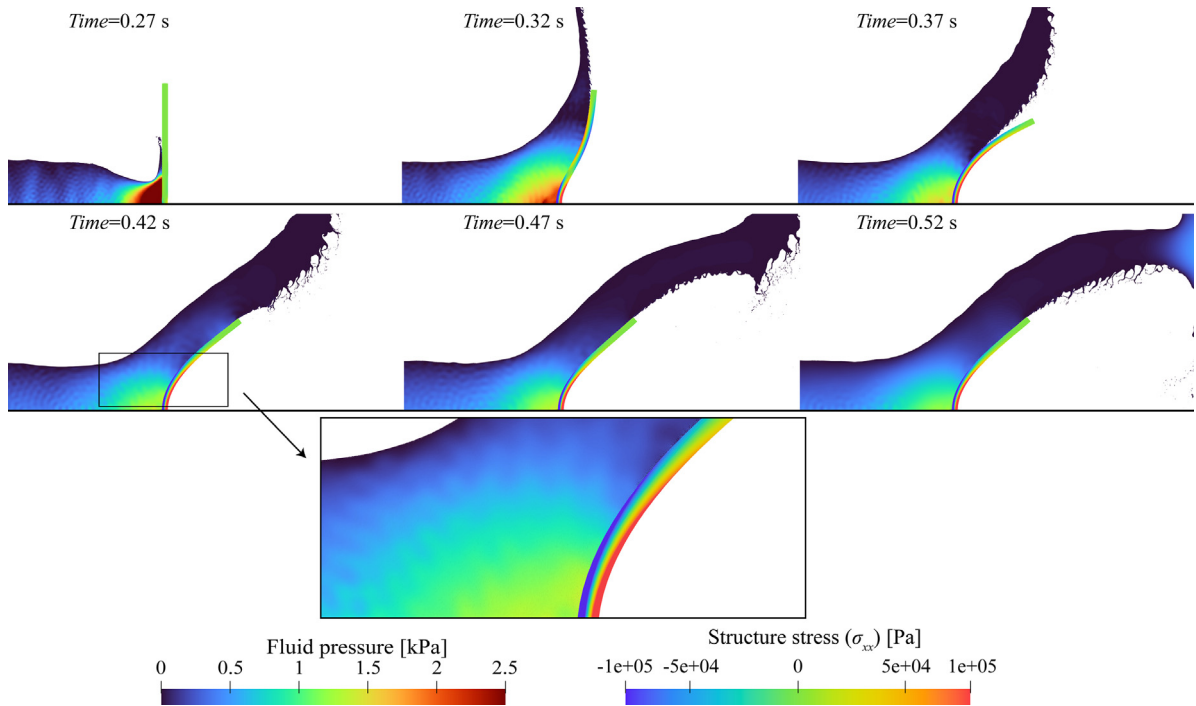 Time=0.27 s
Time=0.32 s
Time=0.37 s
Time=0.42 s
Time=0.47 s
Time=0.52 s
Fluid pressure [kPa]
0 0.5 1 1.5 2 2.5
Structure stress (σxx) [Pa]
-1e+05 -5e+04 0 5e+04 1e+05